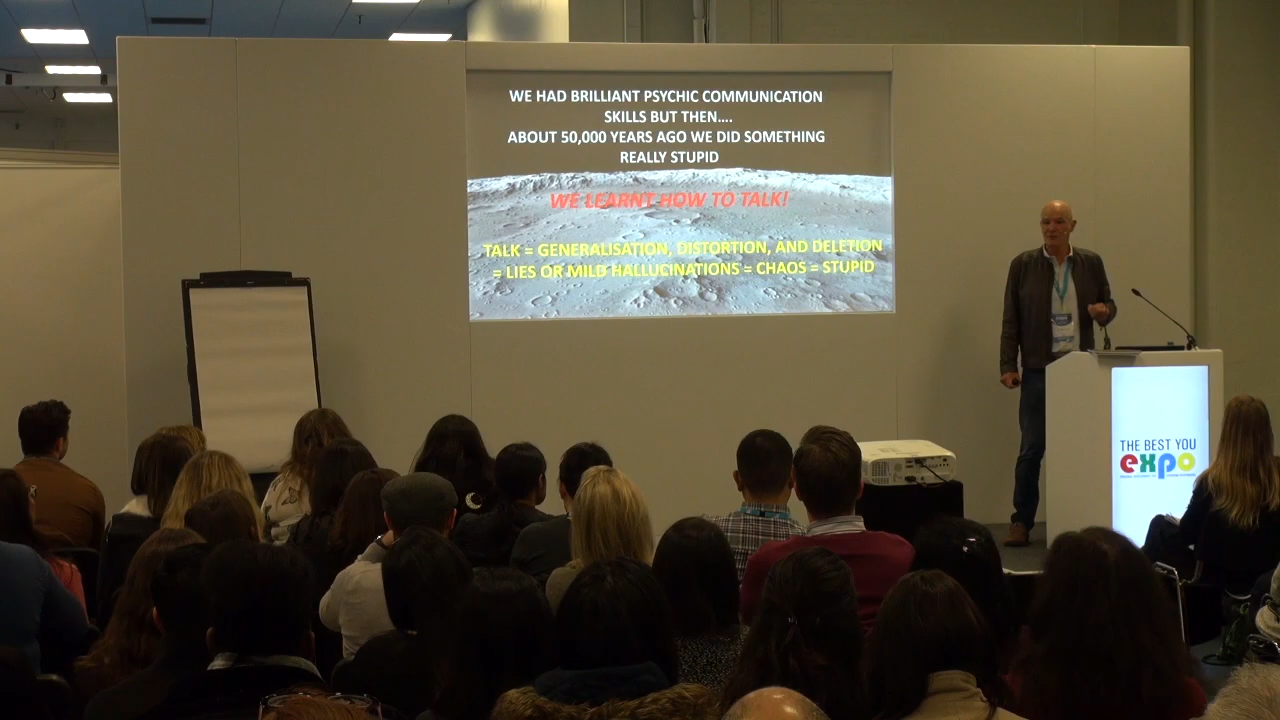 WE HAD BRILLIANT PSYCHIC COMMUNICATION
SKILLS BUT THEN....
ABOUT 50,000 YEARS AGO WE DID SOMETHING
REALLY STUPID
WE LEARNT HOW TO TALK!
TALK = GENERALISATION, DISTORTION, AND DELETION
= LIES OR MILD HALLUCINATIONS = CHAOS = STUPID
THE BEST YOU
expo